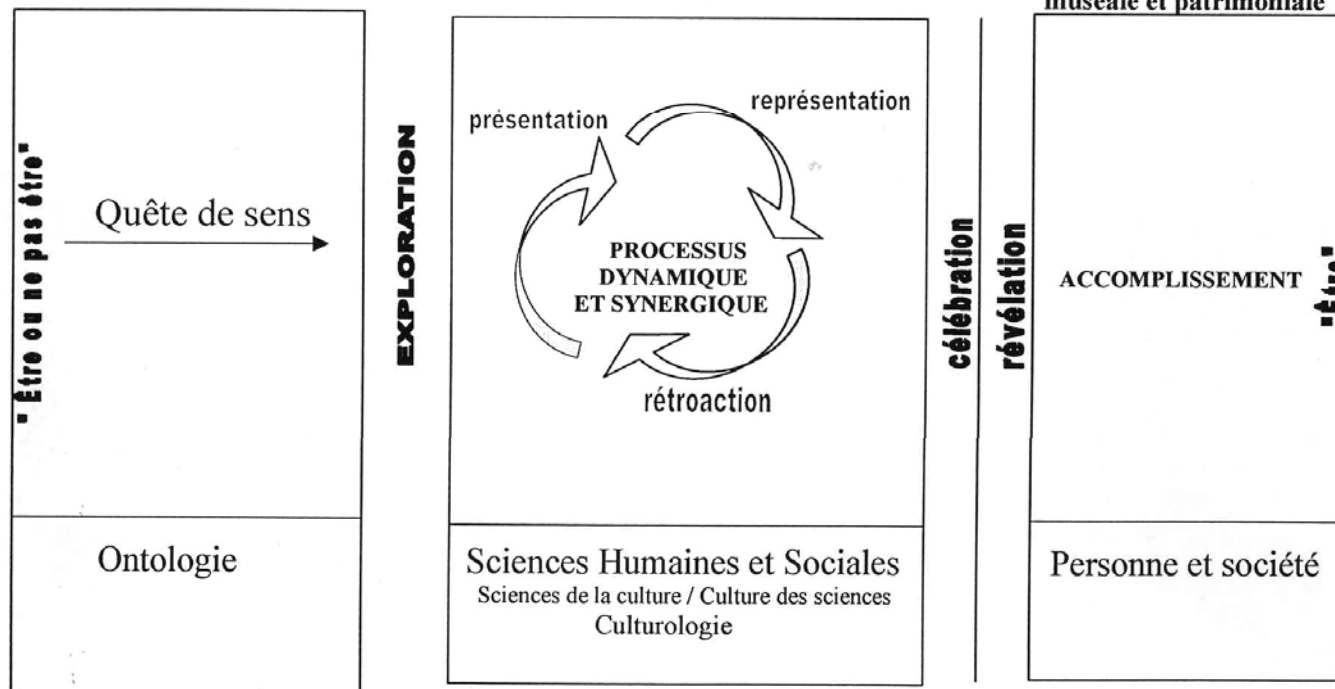 muséale et patrimoniale
" Être ou ne pas être"
Quête de sens
Ontologie
EXPLORATION
présentation
représentation
PROCESSUS
DYNAMIQUE
ET SYNERGIQUE
rétroaction
Sciences Humaines et Sociales
Sciences de la culture / Culture des sciences
Culturologie
célébration
révélation
ACCOMPLISSEMENT
"Être"
Personne et société